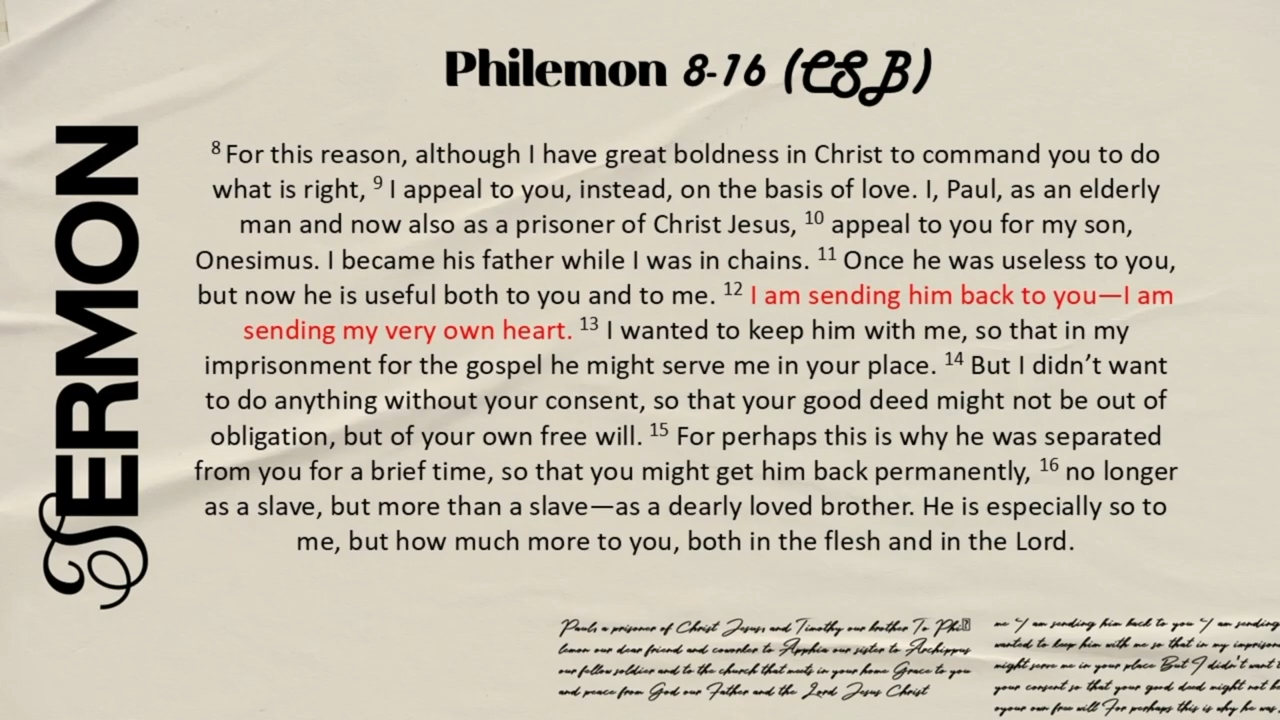 Philemon 8-16 (CSB)
SERMON
8 For this reason, although I have great boldness in Christ to command you to do
what is right, 9 I appeal to you, instead, on the basis of love. I, Paul, as an elderly
man and now also as a prisoner of Christ Jesus, 10 appeal to you for my son,
Onesimus. I became his father while I was in chains. 11 Once he was useless to you,
but now he is useful both to you and to me. 12 I am sending him back to you—I am
sending my very own heart. 13 I wanted to keep him with me, so that in my
imprisonment for the gospel he might serve me in your place. 14 But I didn’t want
to do anything without your consent, so that your good deed might not be out of
obligation, but of your own free will. 15 For perhaps this is why he was separated
from you for a brief time, so that you might get him back permanently, 16 no longer
as a slave, but more than a slave—as a dearly loved brother. He is especially so to
me, but how much more to you, both in the flesh and in the Lord.
Paul, a prisoner of Christ Jesus, and Timothy our brother To Phi
lemon our dear friend and coworker to Apphia our sister to Archippus
our fellow soldier and to the church that meets in your home Grace to you
and peace from God our Father and the Lord Jesus Christ
me I am sending him back to you I am sending
wanted to keep him with me so that in my imprison
might serve me in your place But I didn't want
your consent so that your good deed might not b
oyour own free will For perhaps this is why he was